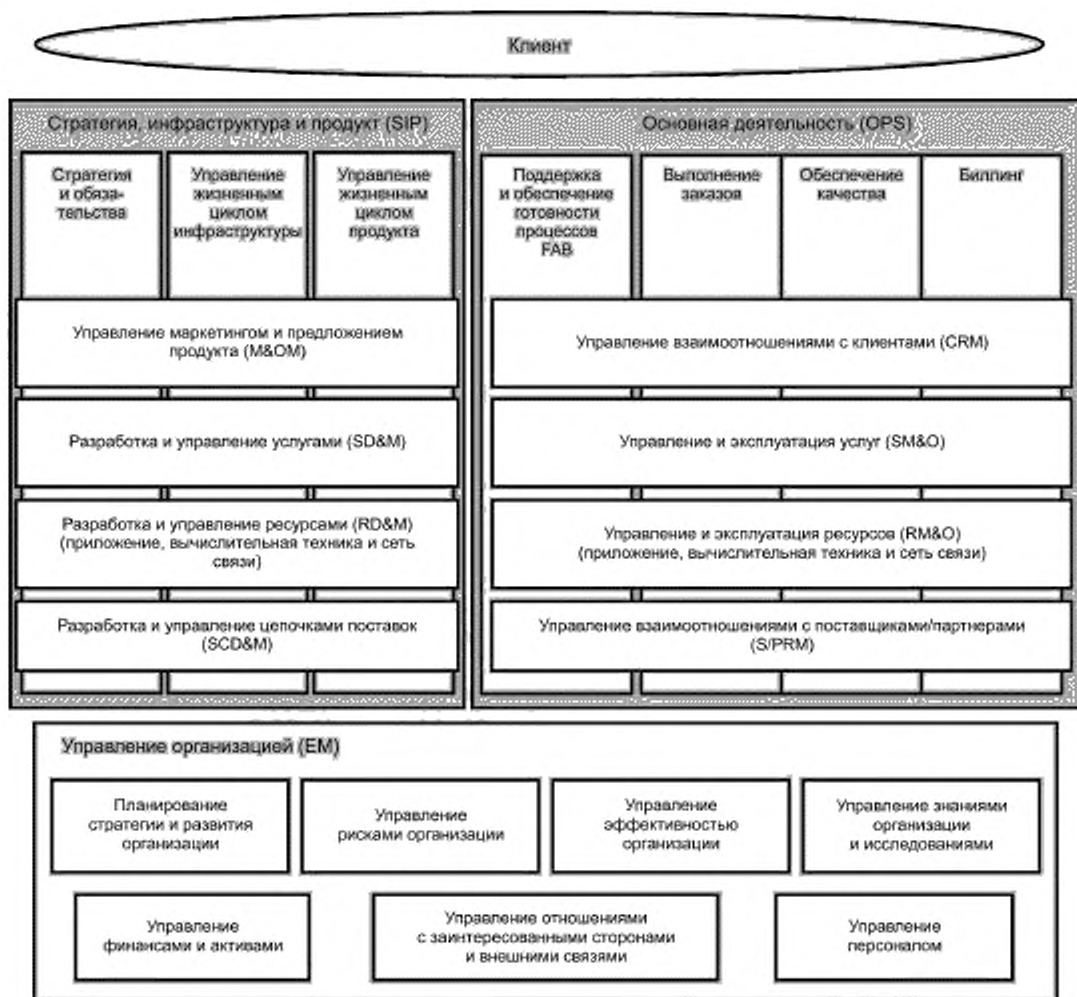 Клиент
Стратегия, инфраструктура и продукт (SIP)
Основная деятельность (OPS)
Стратегия
и обяза-
тельства
Управление
жизненным
циклом
инфраструктуры
Управление
жизненным
циклом
продукта
Поддержка
и обеспечение
готовности
процессов
FAB
Выполнение
заказов
Обеспечение
качества
Биллинг
Управление маркетингом и предложением
продукта (M&OM)
Управление взаимоотношениями с клиентами (CRM)
Разработка и управление услугами (SD&M)
Управление и эксплуатация услуг (SM&O)
Разработка и управление ресурсами (RD&M)
(приложение, вычислительная техника и сеть
связи)
Управление и эксплуатация ресурсов (RM&O)
(приложение, вычислительная техника и сеть связи)
Разработка и управление цепочками поставок
(SCD&M)
Управление взаимоотношениями с поставщиками/партнерами
(S/PRM)
Управление организацией (EM)
Планирование
стратегии и развития
организации
Управление
рисками организации
Управление
эффективностью
организации
Управление знаниями
организации
и исследованиями
Управление
финансами и активами
Управление отношениями
с заинтересованными сторонами
и внешними связями
Управление
персоналом